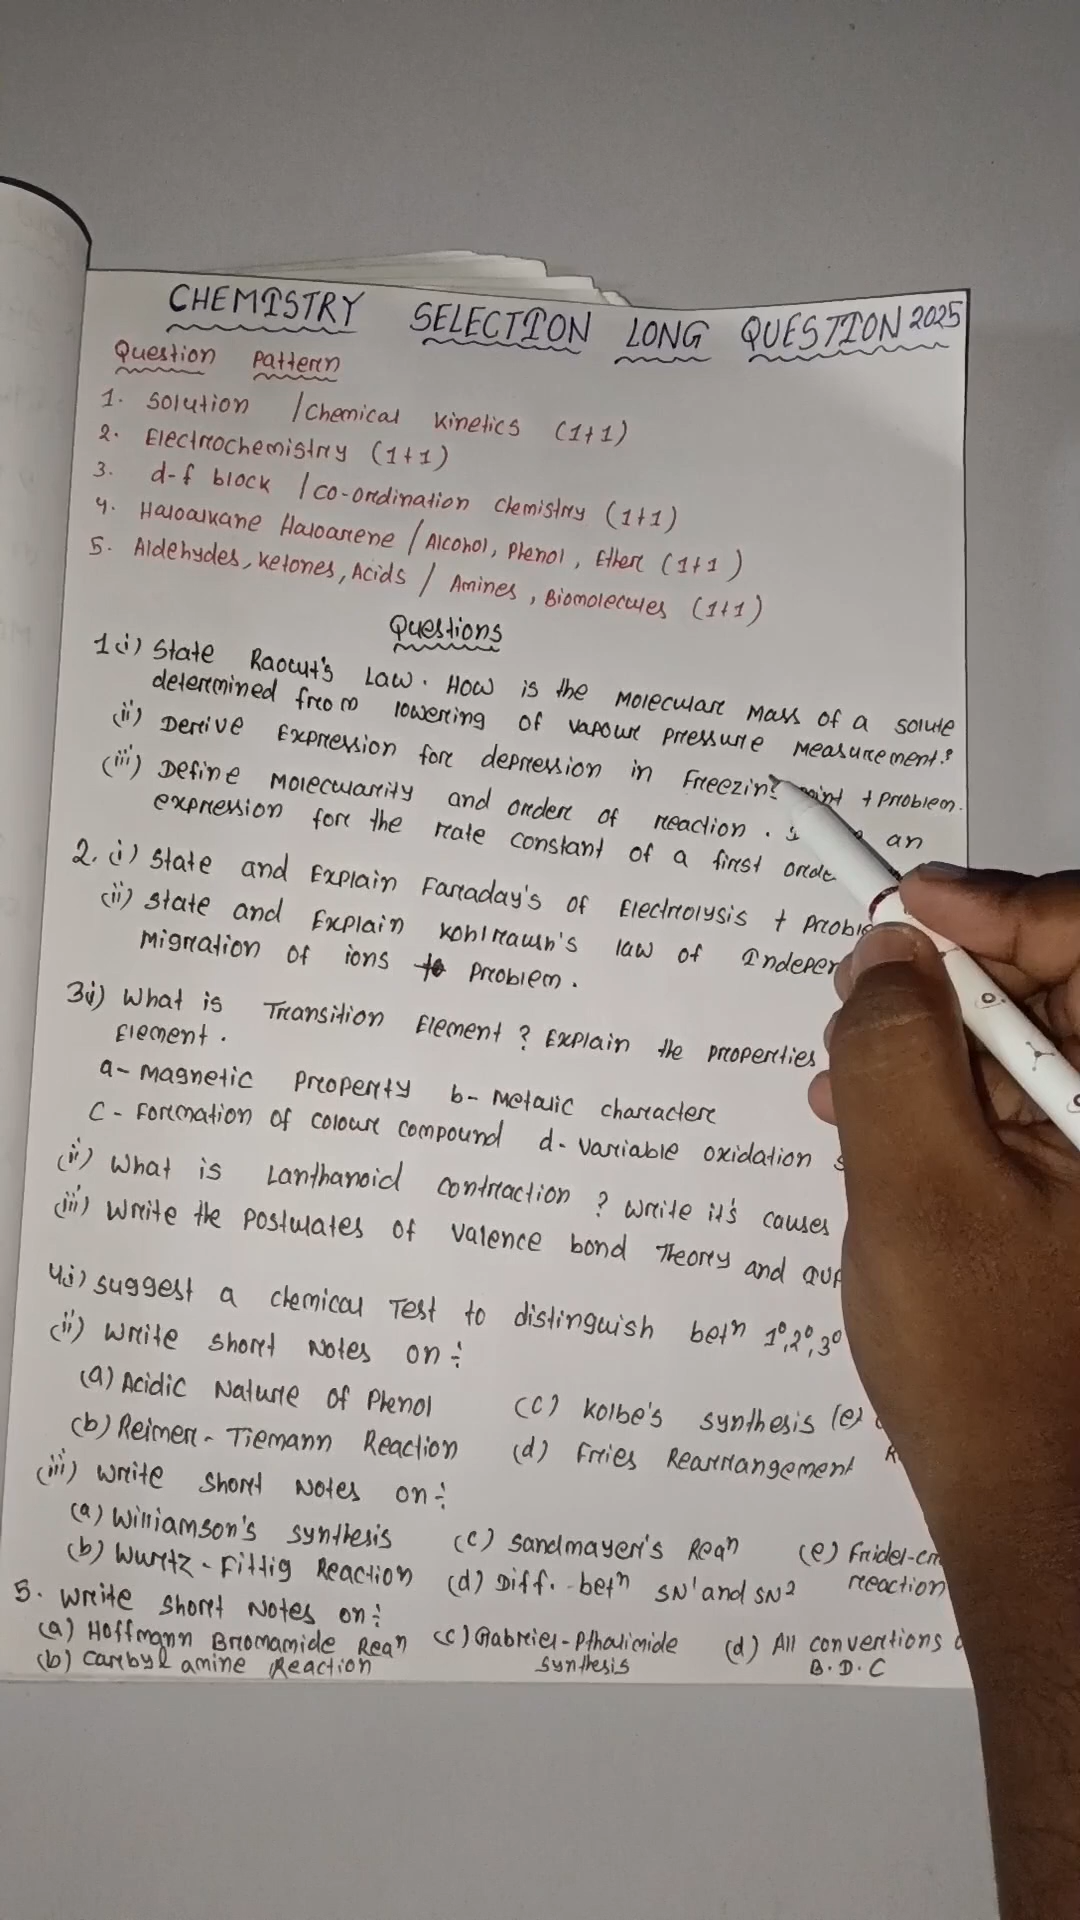 CHEMISTRY SELECTION LONG QUESTION 2025
Question Pattern
1. Solution / Chemical Kinetics (1+1)
2. Electrochemistry (1+1)
3. d-f block / co-ordination chemistry (1+1)
4. Haloalkane Haloarene / Alcohol, Phenol, Ether (1+1)
5. Aldehydes, Ketones, Acids / Amines, Biomolecules (1+1)
Questions
1(i) State Raoult's Law. How is the Molecular Mass of a solute
determined from lowering of vapour pressure Measurement?
(ii) Derive Expression for depression in Freezing point + Problem.
(iii) Define Molecularity and order of reaction. an
expression for the rate constant of a first orde
2. (i) State and Explain Faraday's of Electrolysis + Proble
(ii) state and Explain Kohlraush's law of Indepen
Migration of ions to Problem.
3(i) What is Transition Element? Explain the properties
Element.
a- Magnetic Property b- Metalic character
C- Formation of colour compound d- variable oxidation s
(ii) What is Lanthanoid contraction? Write it's causes
(iii) Write the Postulates of Valence bond Theory and
4(i) suggest a chemical Test to distinguish betn 1°,2°,3°
(ii) Write short Notes on ÷
(a) Acidic Nature of Phenol (c) Kolbe's synthesis (e)
(b) Reimer- Tiemann Reaction (d) Fries Rearrangement R
(iii) Write short Notes on ÷
(a) Williamson's synthesis (c) Sandmayer's Reaⁿ (e) Fridel-cr
(b) Wurtz-Fittig Reaction (d) Diff. betⁿ SN¹ and SN² reaction
5. Write short Notes on ÷
(a) Hoffmann Bromamide Reaⁿ (c) Gabriel-Pthalimide (d) All conventions
(b) Carbyl amine Reaction synthesis B.D.C